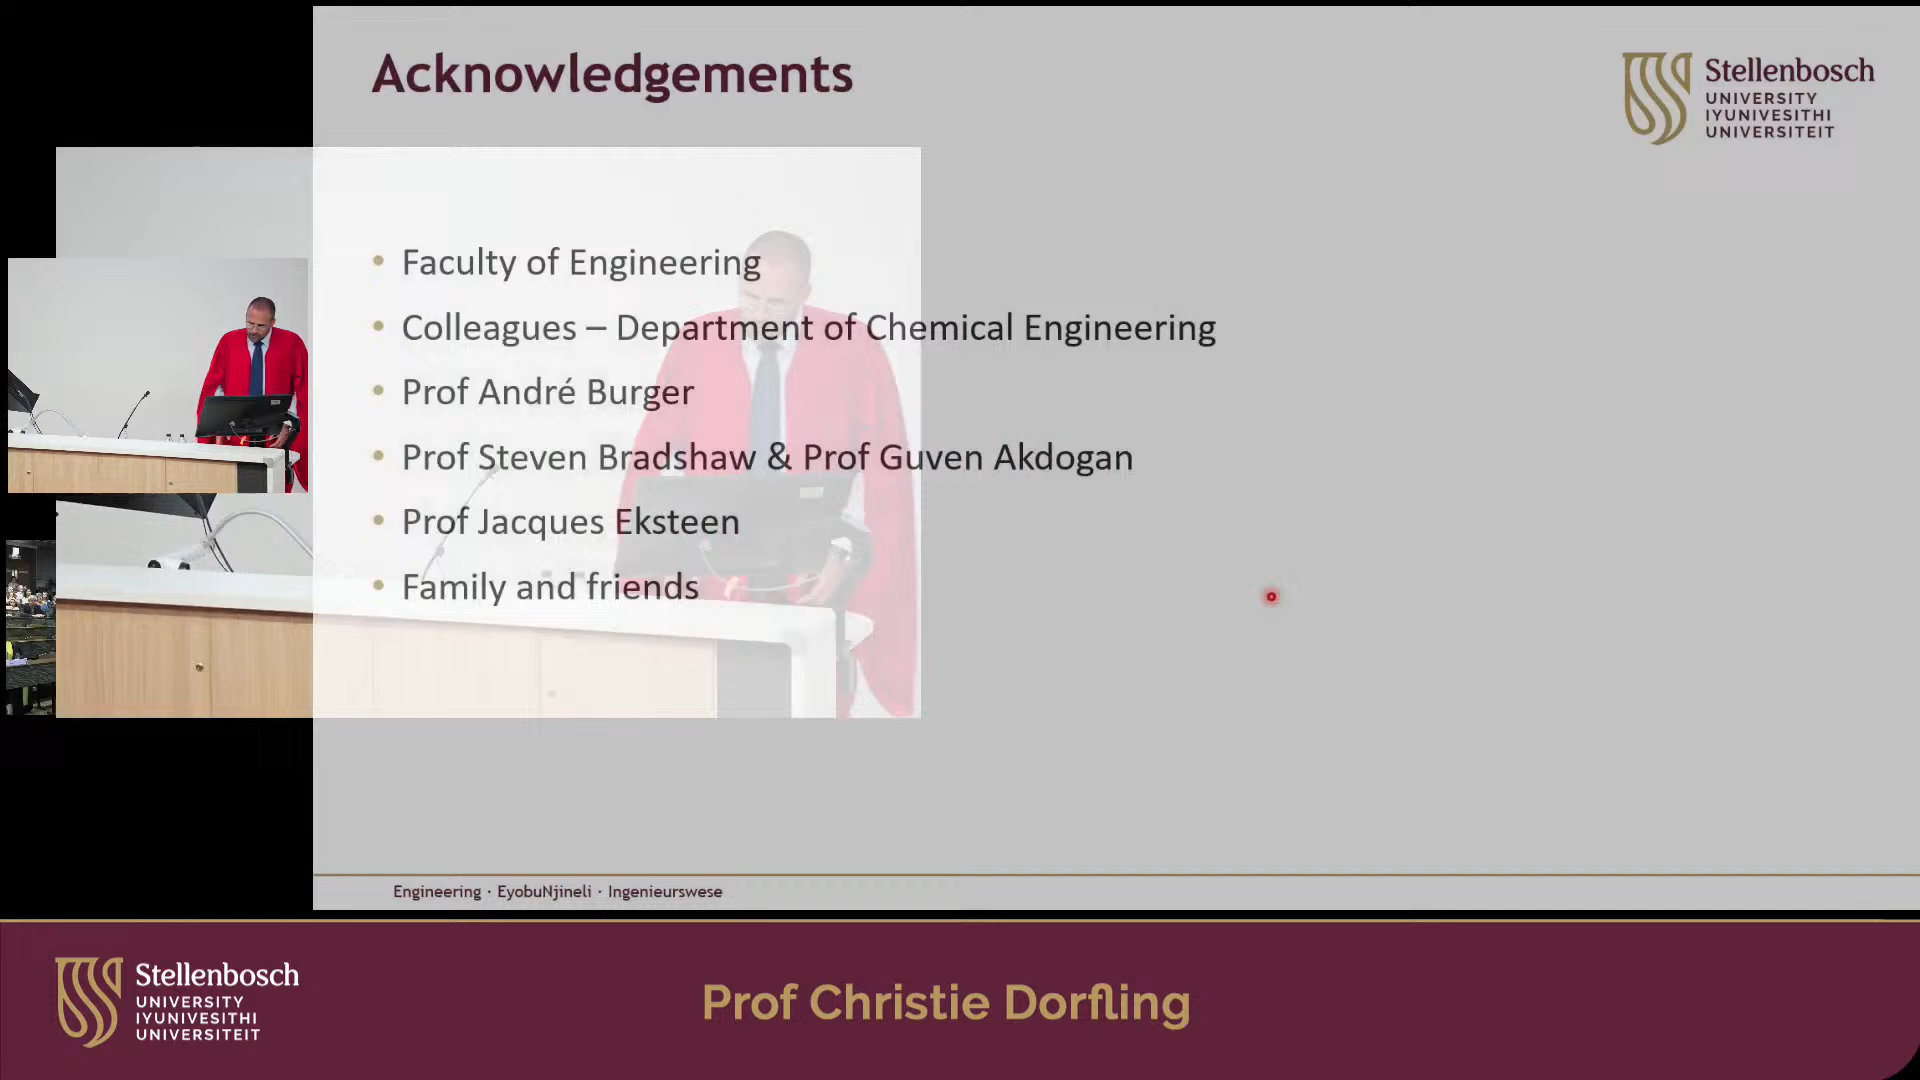 Acknowledgements
Stellenbosch
UNIVERSITY
IYUNIVESITHI
UNIVERSITEIT
• Faculty of Engineering
• Colleagues – Department of Chemical Engineering
• Prof André Burger
• Prof Steven Bradshaw & Prof Guven Akdogan
• Prof Jacques Eksteen
• Family and friends
Engineering · EyobuNjineli · Ingenieurswese
Stellenbosch
UNIVERSITY
IYUNIVESITHI
UNIVERSITEIT
Prof Christie Dorfling